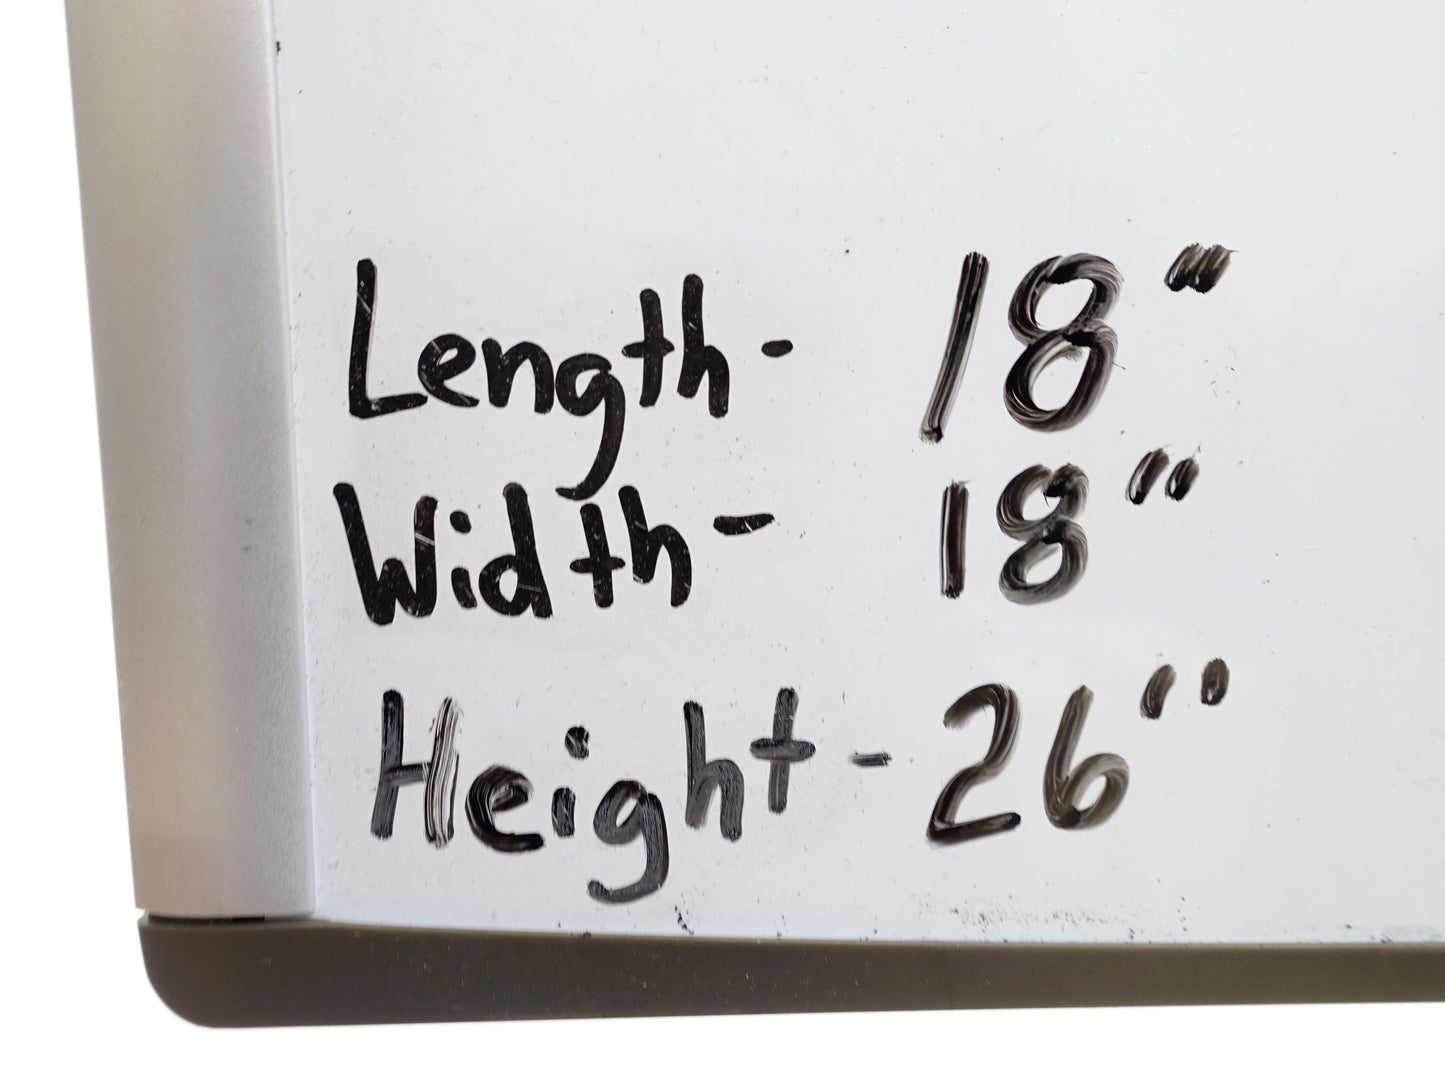 Length- 18"
Width- 18"
Height- 26"